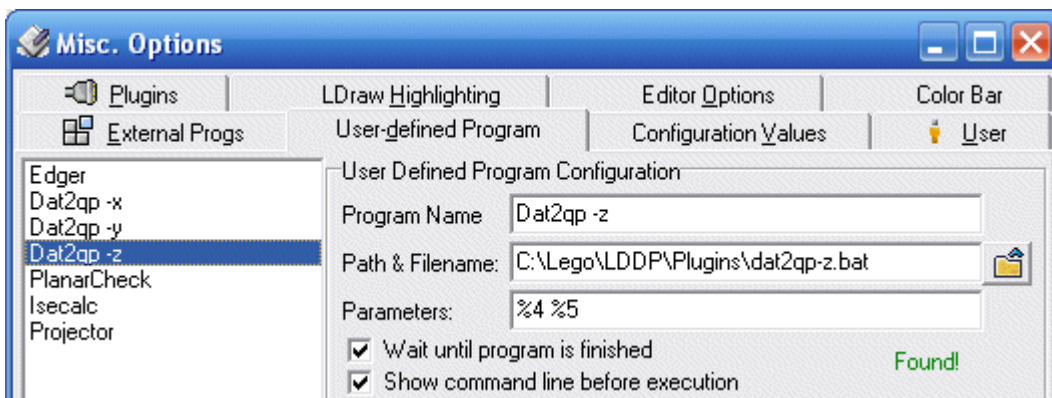 Misc. Options
Plugins
LDraw Highlighting
Editor Options
Color Bar
External Progs
User-defined Program
Configuration Values
User
Edger
Dat2qp -x
Dat2qp -y
Dat2qp -z
PlanarCheck
Isecalc
Projector
User Defined Program Configuration
Program Name
Dat2qp -z
Path & Filename:
C:\Lego\LDDP\Plugins\dat2qp-z.bat
Parameters:
%4 %5
Wait until program is finished
Found!
Show command line before execution